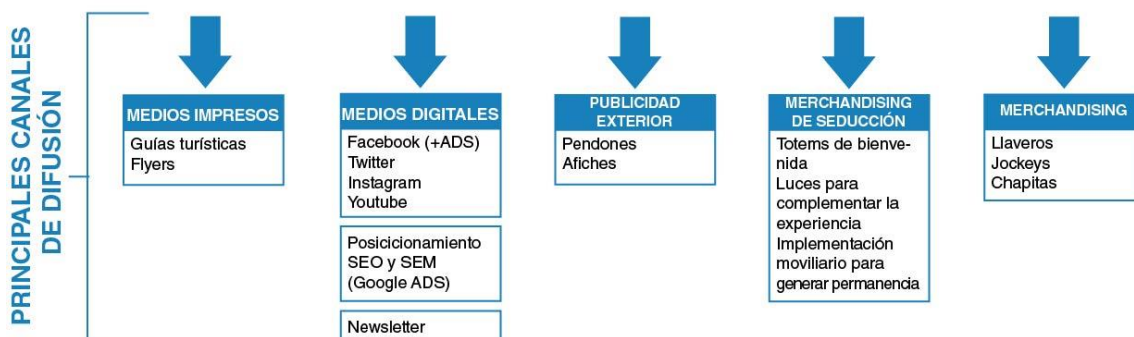 PRINCIPALES CANALES
DE DIFUSIÓN
MEDIOS IMPRESOS
Guías turísticas
Flyers
MEDIOS DIGITALES
Facebook (+ADS)
Twitter
Instagram
Youtube
Posicicionamiento
SEO y SEM
(Google ADS)
Newsletter
PUBLICIDAD
EXTERIOR
Pendones
Afiches
MERCHANDISING
DE SEDUCCIÓN
Totems de bienve-
nida
Luces para
complementar la
experiencia
Implementación
moviliario para
generar permanencia
MERCHANDISING
Llaveros
Jockeys
Chapitas